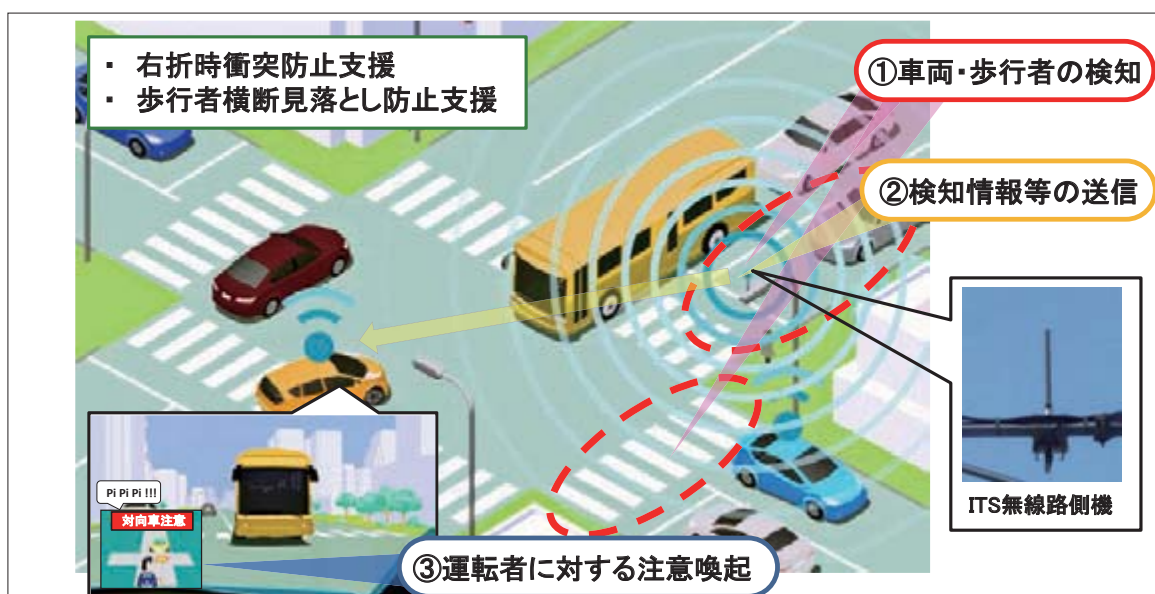 ・ 右折時衝突防止支援
・ 歩行者横断見落とし防止支援
①車両・歩行者の検知
②検知情報等の送信
ITS無線路側機
Pi Pi Pi !!!
対向車注意
③運転者に対する注意喚起